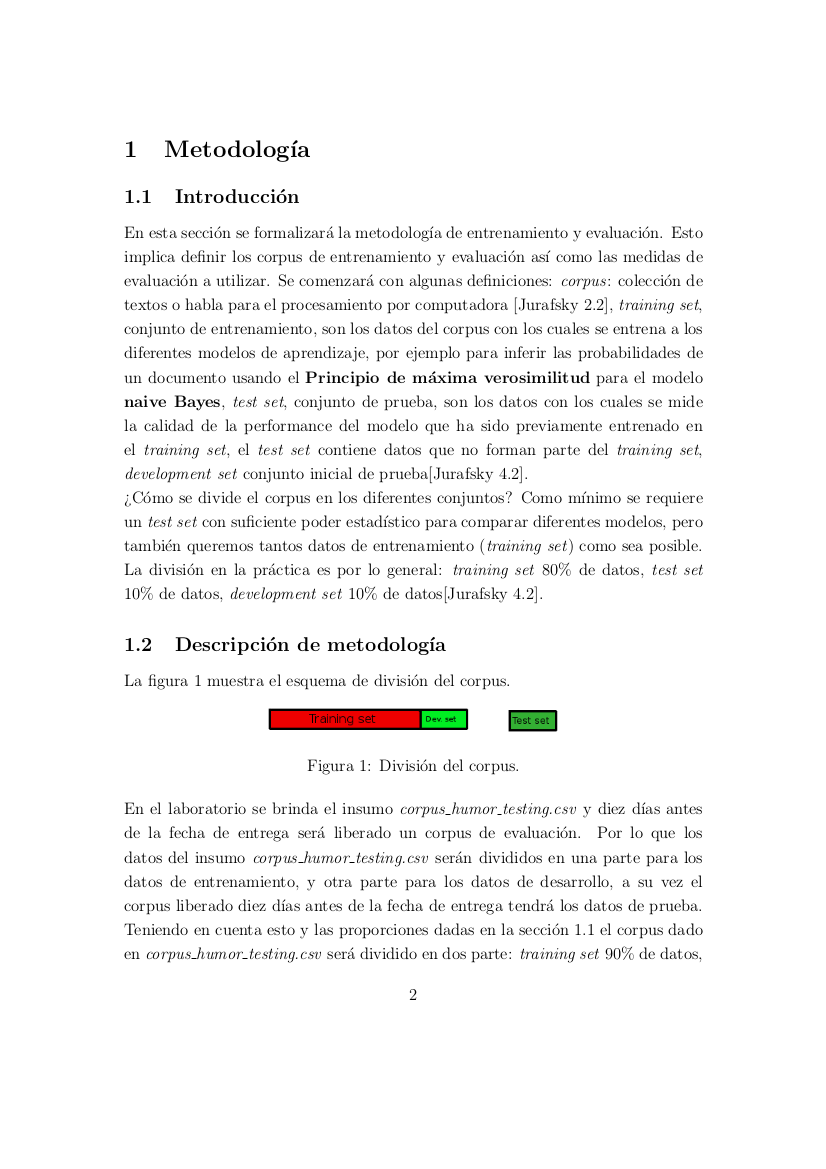 1 Metodología
1.1 Introducción
En esta sección se formalizará la metodología de entrenamiento y evaluación. Esto
implica definir los corpus de entrenamiento y evaluación así como las medidas de
evaluación a utilizar. Se comenzará con algunas definiciones: corpus: colección de
textos o habla para el procesamiento por computadora [Jurafsky 2.2], training set,
conjunto de entrenamiento, son los datos del corpus con los cuales se entrena a los
diferentes modelos de aprendizaje, por ejemplo para inferir las probabilidades de
un documento usando el Principio de máxima verosimilitud para el modelo
naive Bayes, test set, conjunto de prueba, son los datos con los cuales se mide
la calidad de la performance del modelo que ha sido previamente entrenado en
el training set, el test set contiene datos que no forman parte del training set,
development set conjunto inicial de prueba[Jurafsky 4.2].
¿Cómo se divide el corpus en los diferentes conjuntos? Como mínimo se requiere
un test set con suficiente poder estadístico para comparar diferentes modelos, pero
también queremos tantos datos de entrenamiento (training set) como sea posible.
La división en la práctica es por lo general: training set 80% de datos, test set
10% de datos, development set 10% de datos[Jurafsky 4.2].
1.2 Descripción de metodología
La figura 1 muestra el esquema de división del corpus.
Training set Dev. set Test set
Figura 1: División del corpus.
En el laboratorio se brinda el insumo corpus_humor_testing.csv y diez días antes
de la fecha de entrega será liberado un corpus de evaluación. Por lo que los
datos del insumo corpus_humor_testing.csv serán divididos en una parte para los
datos de entrenamiento, y otra parte para los datos de desarrollo, a su vez el
corpus liberado diez días antes de la fecha de entrega tendrá los datos de prueba.
Teniendo en cuenta esto y las proporciones dadas en la sección 1.1 el corpus dado
en corpus_humor_testing.csv será dividido en dos parte: training set 90% de datos,
2